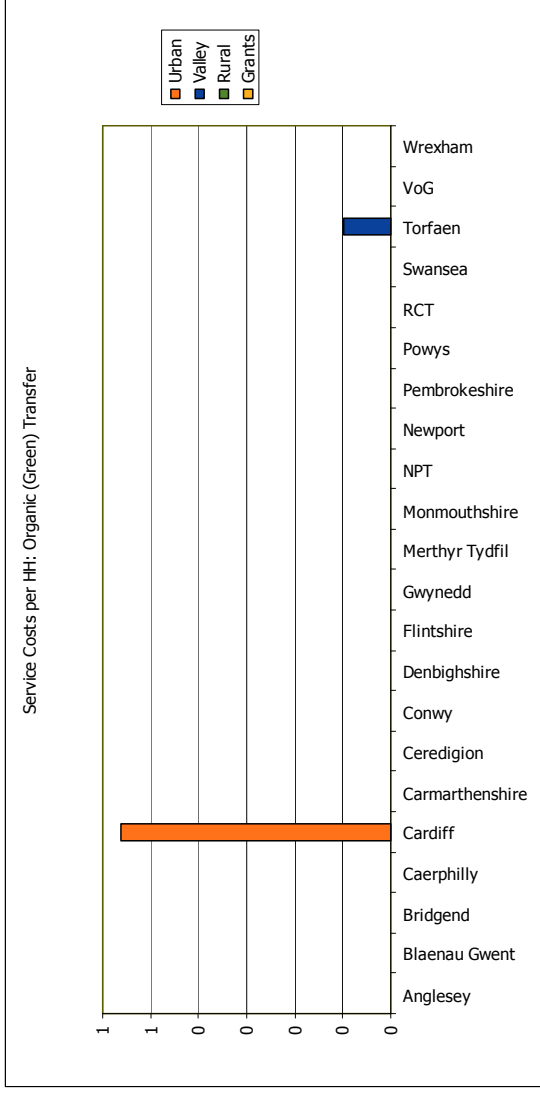 Service Costs per HH: Organic (Green) Transfer
Urban
Valley
Rural
Grants
1
1
0
0
0
0
0
Wrexham
VoG
Torfaen
Swansea
RCT
Powys
Pembrokeshire
Newport
NPT
Monmouthshire
Merthyr Tydfil
Gwynedd
Flintshire
Denbighshire
Conwy
Ceredigion
Carmarthenshire
Cardiff
Caerphilly
Bridgend
Blaenau Gwent
Anglesey